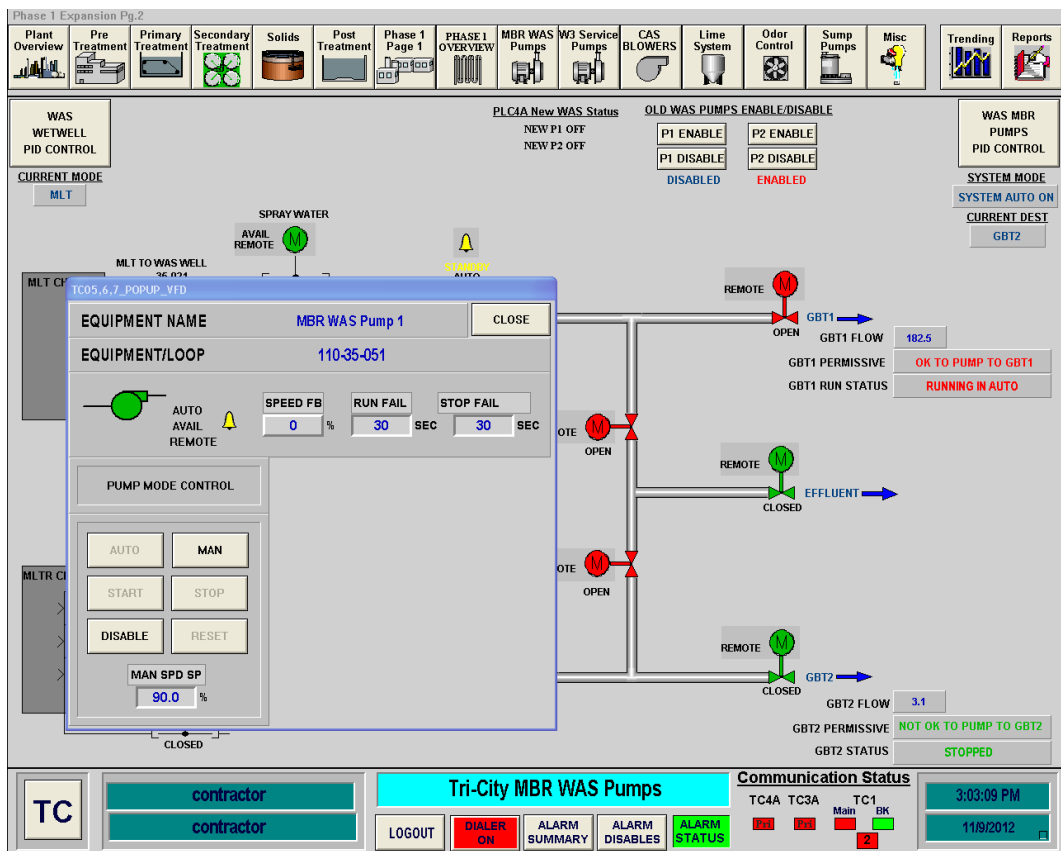 Phase 1 Expansion Pg.2
Plant Overview
Pre Treatment
Primary Treatment
Secondary Treatment
Solids
Post Treatment
Phase 1 Page 1
PHASE 1 OVERVIEW
MBR WAS Pumps
W3 Service Pumps
CAS BLOWERS
Lime System
Odor Control
Sump Pumps
Misc
Trending
Reports
WAS WETWELL PID CONTROL
CURRENT MODE
MLT
PLC4A New WAS Status
NEW P1 OFF
NEW P2 OFF
OLD WAS PUMPS ENABLE/DISABLE
P1 ENABLE
P2 ENABLE
P1 DISABLE
P2 DISABLE
DISABLED
ENABLED
WAS MBR PUMPS PID CONTROL
SYSTEM MODE
SYSTEM AUTO ON
CURRENT DEST
GBT2
SPRAY WATER
AVAIL
REMOTE
M
MLT TO WAS WELL
STANDBY
MLT CH
TC05,6,7_POPUP_VFD
EQUIPMENT NAME
MBR WAS Pump 1
CLOSE
EQUIPMENT/LOOP
110-35-051
AUTO
AVAIL
REMOTE
SPEED FB
0 %
RUN FAIL
30 SEC
STOP FAIL
30 SEC
PUMP MODE CONTROL
AUTO
MAN
START
STOP
DISABLE
RESET
MAN SPD SP
90.0 %
MLTR C
CLOSED
REMOTE
M
OPEN
GBT1
GBT1 FLOW 182.5
GBT1 PERMISSIVE OK TO PUMP TO GBT1
GBT1 RUN STATUS RUNNING IN AUTO
OTE
M
OPEN
REMOTE
M
CLOSED
EFFLUENT
OTE
M
OPEN
REMOTE
M
CLOSED
GBT2
GBT2 FLOW 3.1
GBT2 PERMISSIVE NOT OK TO PUMP TO GBT2
GBT2 STATUS STOPPED
TC
contractor
contractor
Tri-City MBR WAS Pumps
LOGOUT
DIALER ON
ALARM SUMMARY
ALARM DISABLES
ALARM STATUS
Communication Status
TC4A
TC3A
TC1
Main
BK
Pri
Pri
2
3:03:09 PM
11/9/2012